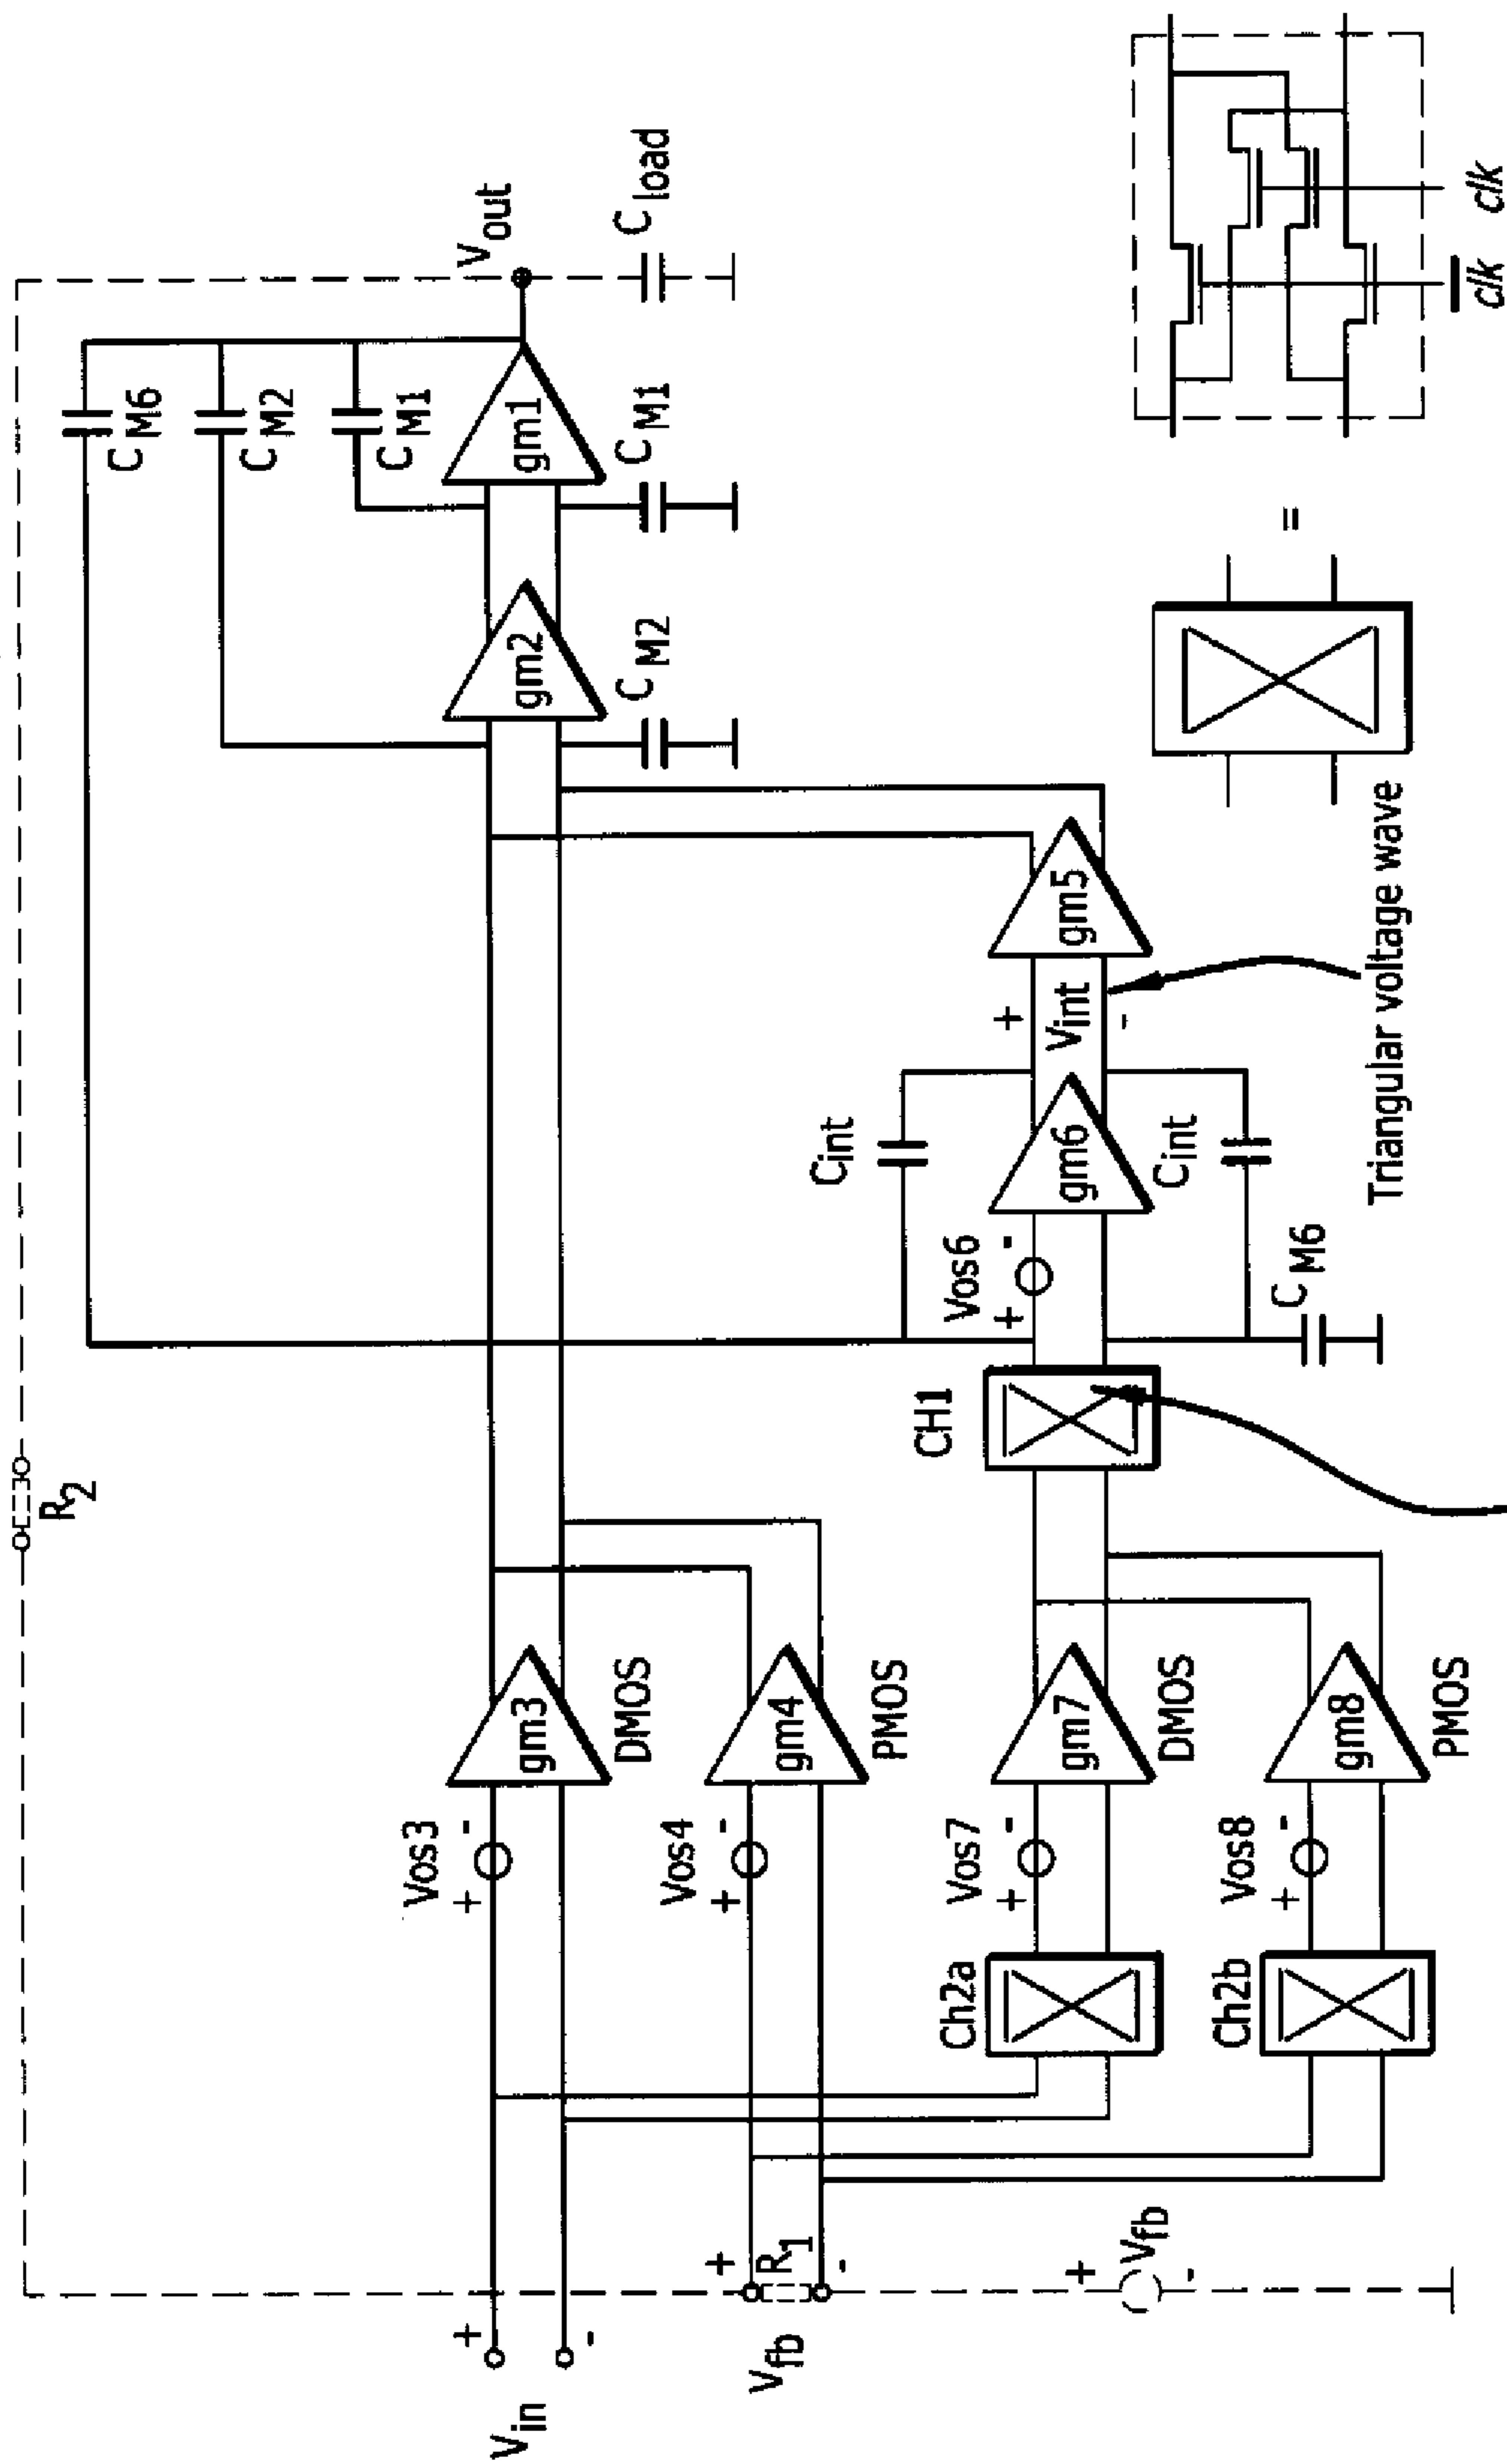 R2
CM6
CM2
CM1
Vout
Cload
gm1
CM1
gm2
CM2
Vin
+
-
Vos3
+ -
gm3
DMOS
Vfb
+
R1
-
Vos4
+ -
gm4
PMOS
+
Vfb
-
Ch2a
Vos7
+ -
gm7
DMOS
Ch2b
Vos8
+ -
gm8
PMOS
CH1
Vos6
+ -
Cint
gm6
Cint
CM6
+
Vint
-
gm5
Triangular voltage wave
=
clk
clk